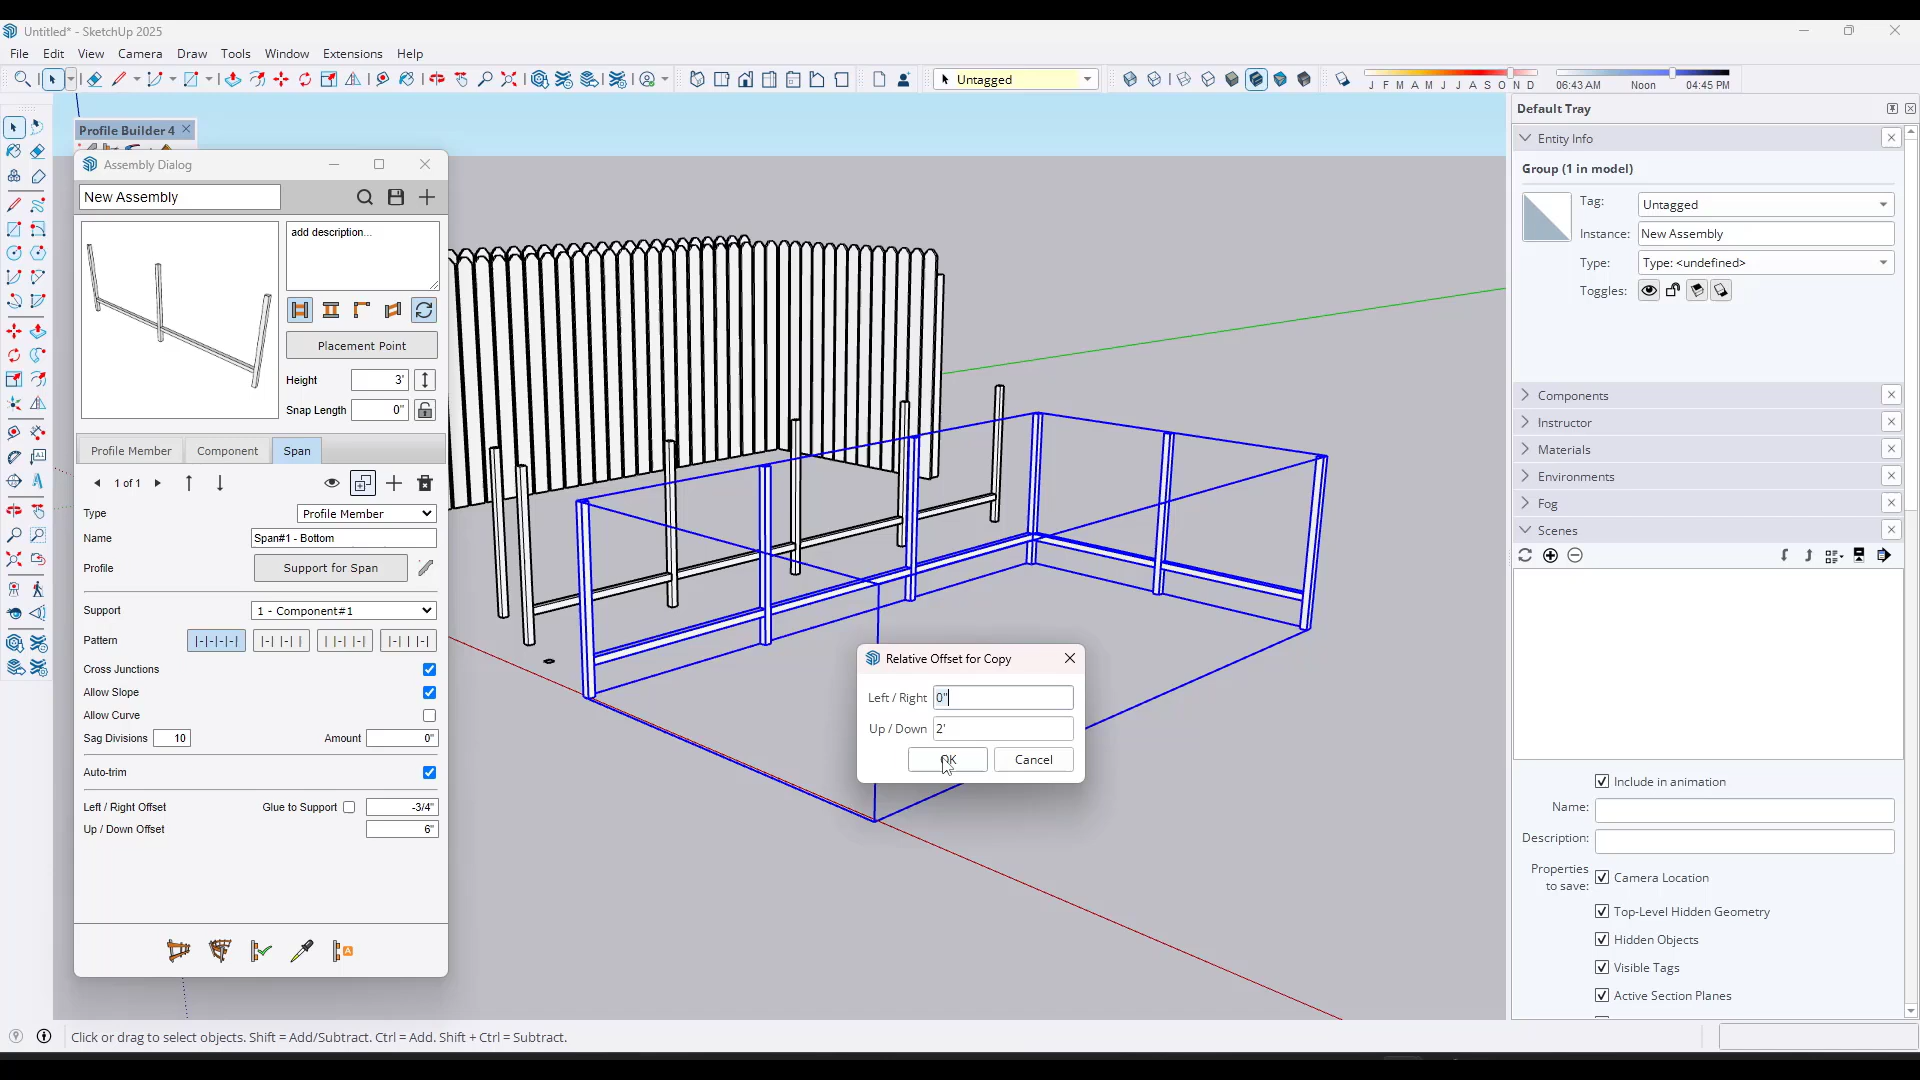 Untitled* - SketchUp 2025
File Edit View Camera Draw Tools Window Extensions Help
Untagged
J F M A M J J A S O N D
06:43 AM Noon 04:45 PM
Profile Builder 4
Assembly Dialog
New Assembly
add description...
Placement Point
Height 3'
Snap Length 0"
Profile Member Component Span
1 of 1
Type Profile Member
Name Span#1 - Bottom
Profile Support for Span
Support 1 - Component#1
Pattern |-|-|-|-| |-| |-| | | |-| |-| |-| | |-|
Cross Junctions
Allow Slope
Allow Curve
Sag Divisions 10 Amount 0"
Auto-trim
Left / Right Offset Glue to Support -3/4"
Up / Down Offset 6"
Relative Offset for Copy
Left / Right 0"
Up / Down 2'
OK Cancel
Default Tray
Entity Info
Group (1 in model)
Tag: Untagged
Instance: New Assembly
Type: Type: <undefined>
Toggles:
Components
Instructor
Materials
Environments
Fog
Scenes
Include in animation
Name:
Description:
Properties to save:
Camera Location
Top-Level Hidden Geometry
Hidden Objects
Visible Tags
Active Section Planes
Click or drag to select objects. Shift = Add/Subtract. Ctrl = Add. Shift + Ctrl = Subtract.